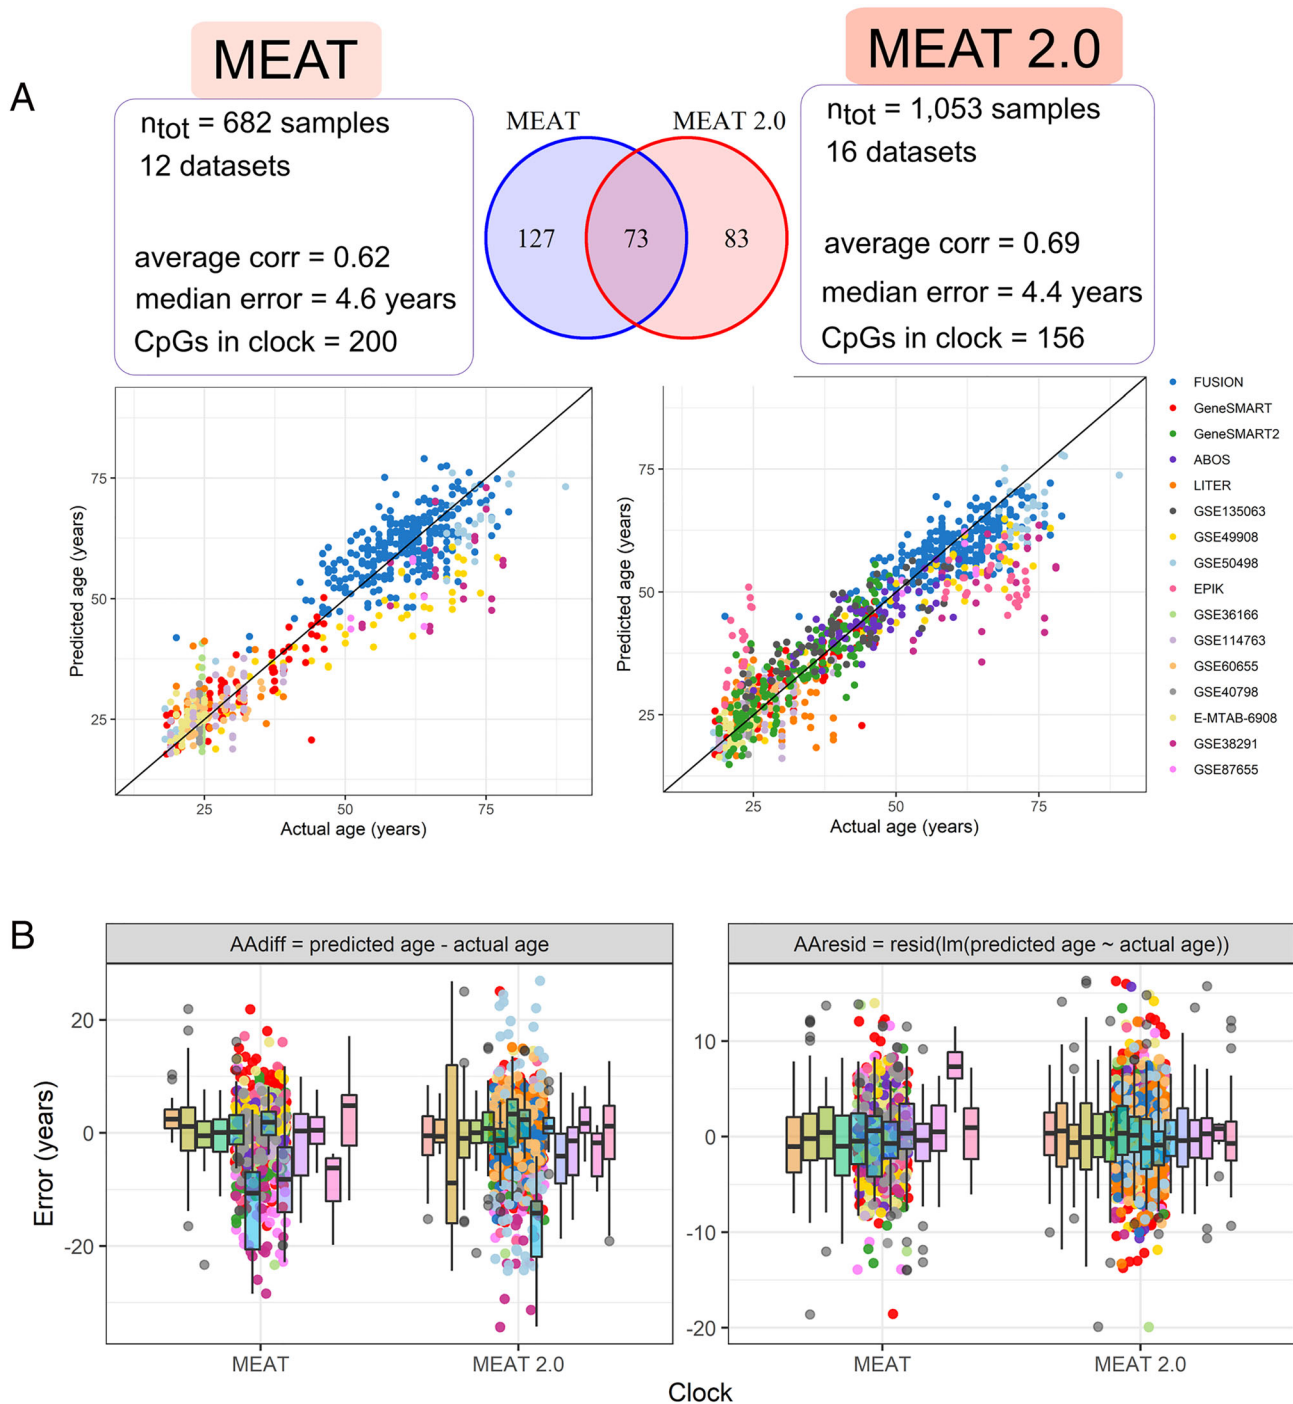 MEAT
MEAT 2.0
A
ntot = 682 samples
12 datasets
average corr = 0.62
median error = 4.6 years
CpGs in clock = 200
MEAT
MEAT 2.0
127
73
83
ntot = 1,053 samples
16 datasets
average corr = 0.69
median error = 4.4 years
CpGs in clock = 156
Predicted age (years)
75
50
25
25
50
75
Actual age (years)
Predicted age (years)
75
50
25
25
50
75
Actual age (years)
FUSION
GeneSMART
GeneSMART2
ABOS
LITER
GSE135063
GSE49908
GSE50498
EPIK
GSE36166
GSE114763
GSE60655
GSE40798
E-MTAB-6908
GSE38291
GSE87655
B
AAdiff = predicted age - actual age
AAresid = resid(lm(predicted age ~ actual age))
Error (years)
20
0
-20
10
0
-10
-20
MEAT
MEAT 2.0
MEAT
MEAT 2.0
Clock